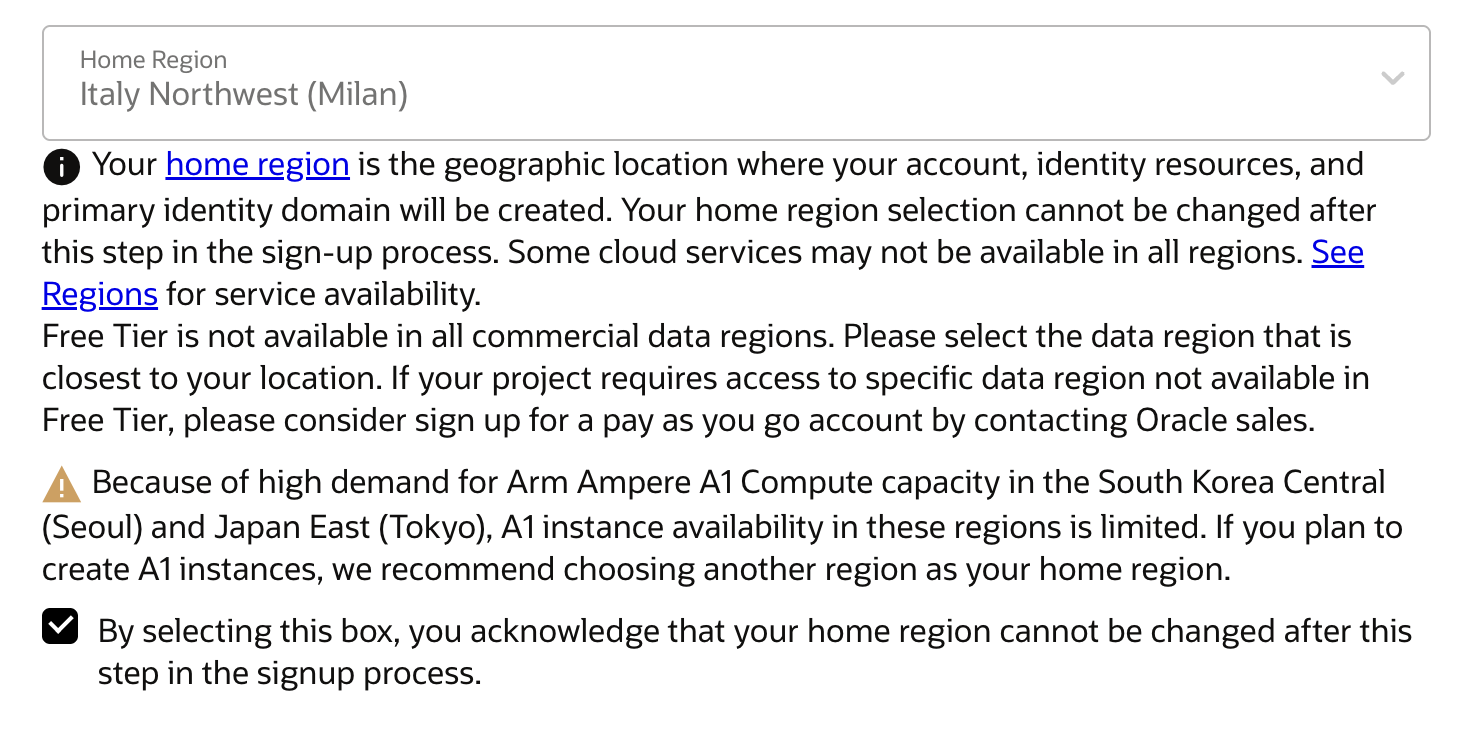 Home Region
Italy Northwest (Milan)
Your home region is the geographic location where your account, identity resources, and
primary identity domain will be created. Your home region selection cannot be changed after
this step in the sign-up process. Some cloud services may not be available in all regions. See
Regions for service availability.
Free Tier is not available in all commercial data regions. Please select the data region that is
closest to your location. If your project requires access to specific data region not available in
Free Tier, please consider sign up for a pay as you go account by contacting Oracle sales.
Because of high demand for Arm Ampere A1 Compute capacity in the South Korea Central
(Seoul) and Japan East (Tokyo), A1 instance availability in these regions is limited. If you plan to
create A1 instances, we recommend choosing another region as your home region.
By selecting this box, you acknowledge that your home region cannot be changed after this
step in the signup process.